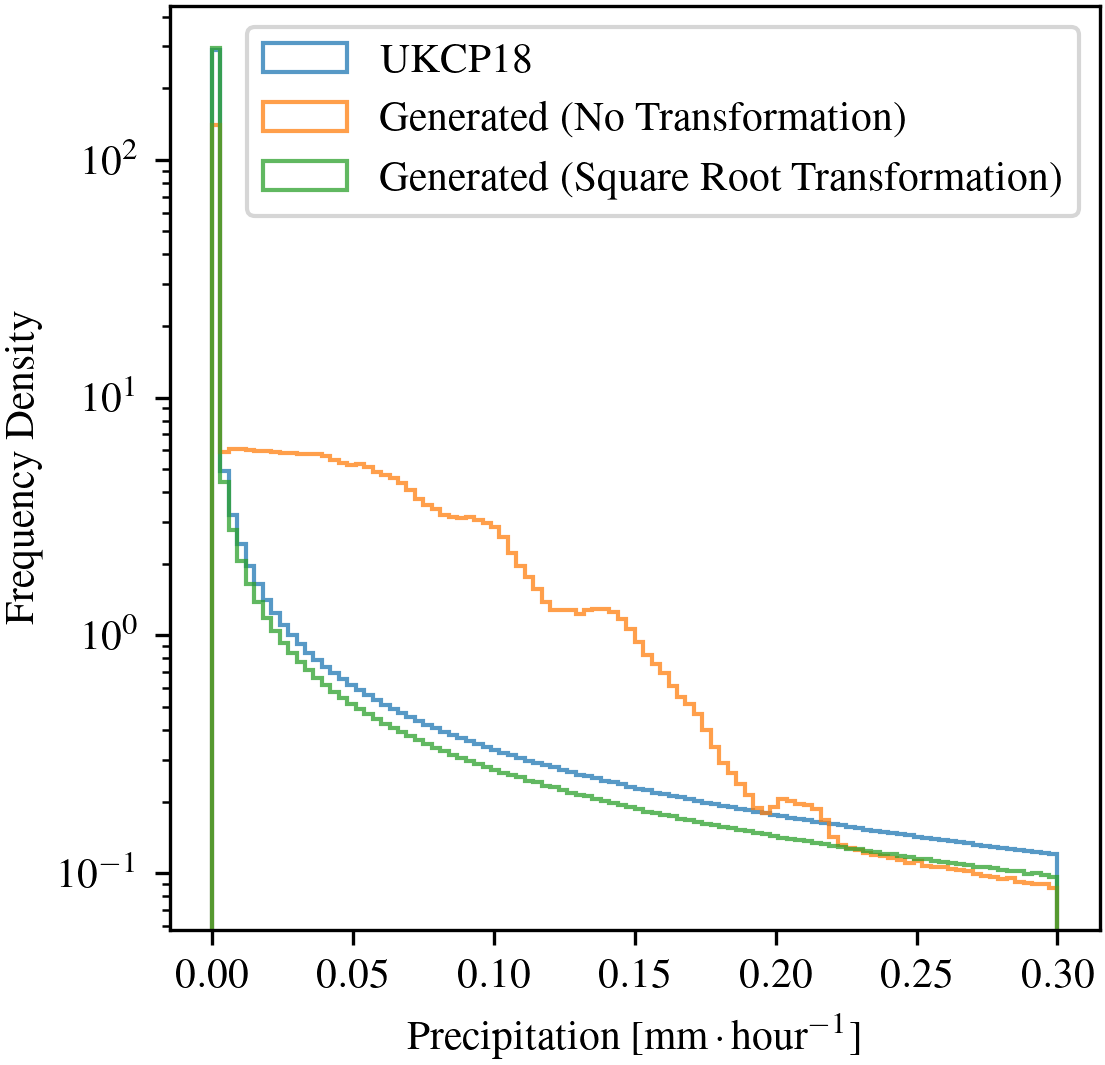 UKCP18
Generated (No Transformation)
Generated (Square Root Transformation)
10²
10¹
10⁰
10⁻¹
Frequency Density
0.00 0.05 0.10 0.15 0.20 0.25 0.30
Precipitation [mm · hour⁻¹]